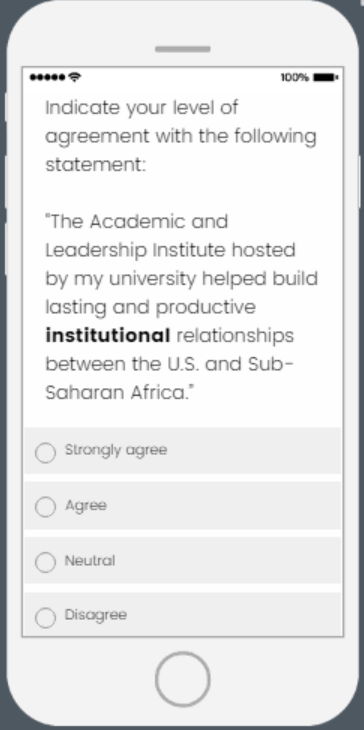 100%
Indicate your level of
agreement with the following
statement:
"The Academic and
Leadership Institute hosted
by my university helped build
lasting and productive
institutional relationships
between the U.S. and Sub-
Saharan Africa."
Strongly agree
Agree
Neutral
Disagree